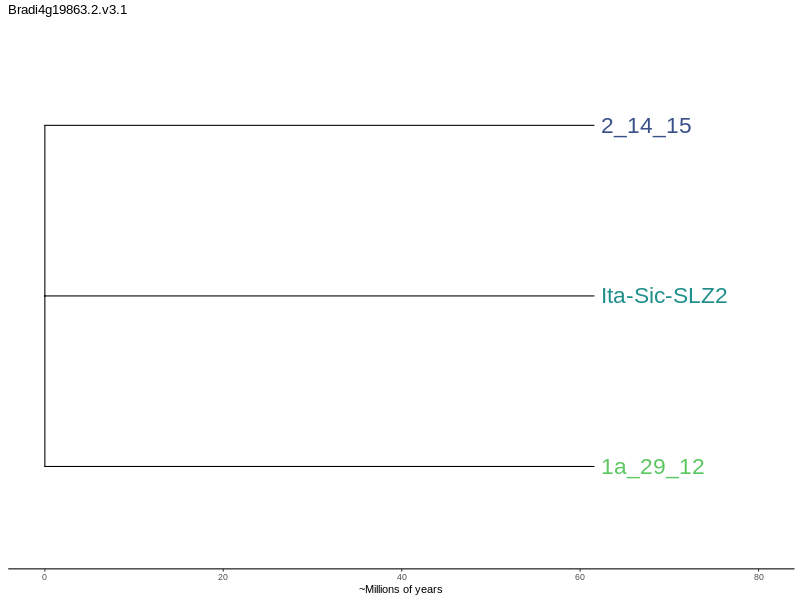 Bradi4g19863.2.v3.1
2_14_15
Ita-Sic-SLZ2
1a_29_12
0 20 40 60 80
~Millions of years